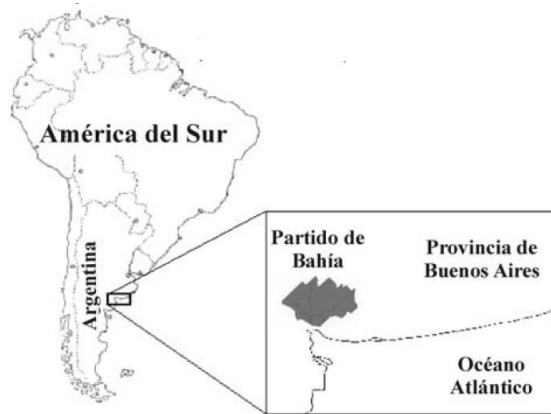 América del Sur
Argentina
Partido de
Bahía
Provincia de
Buenos Aires
Océano
Atlántico